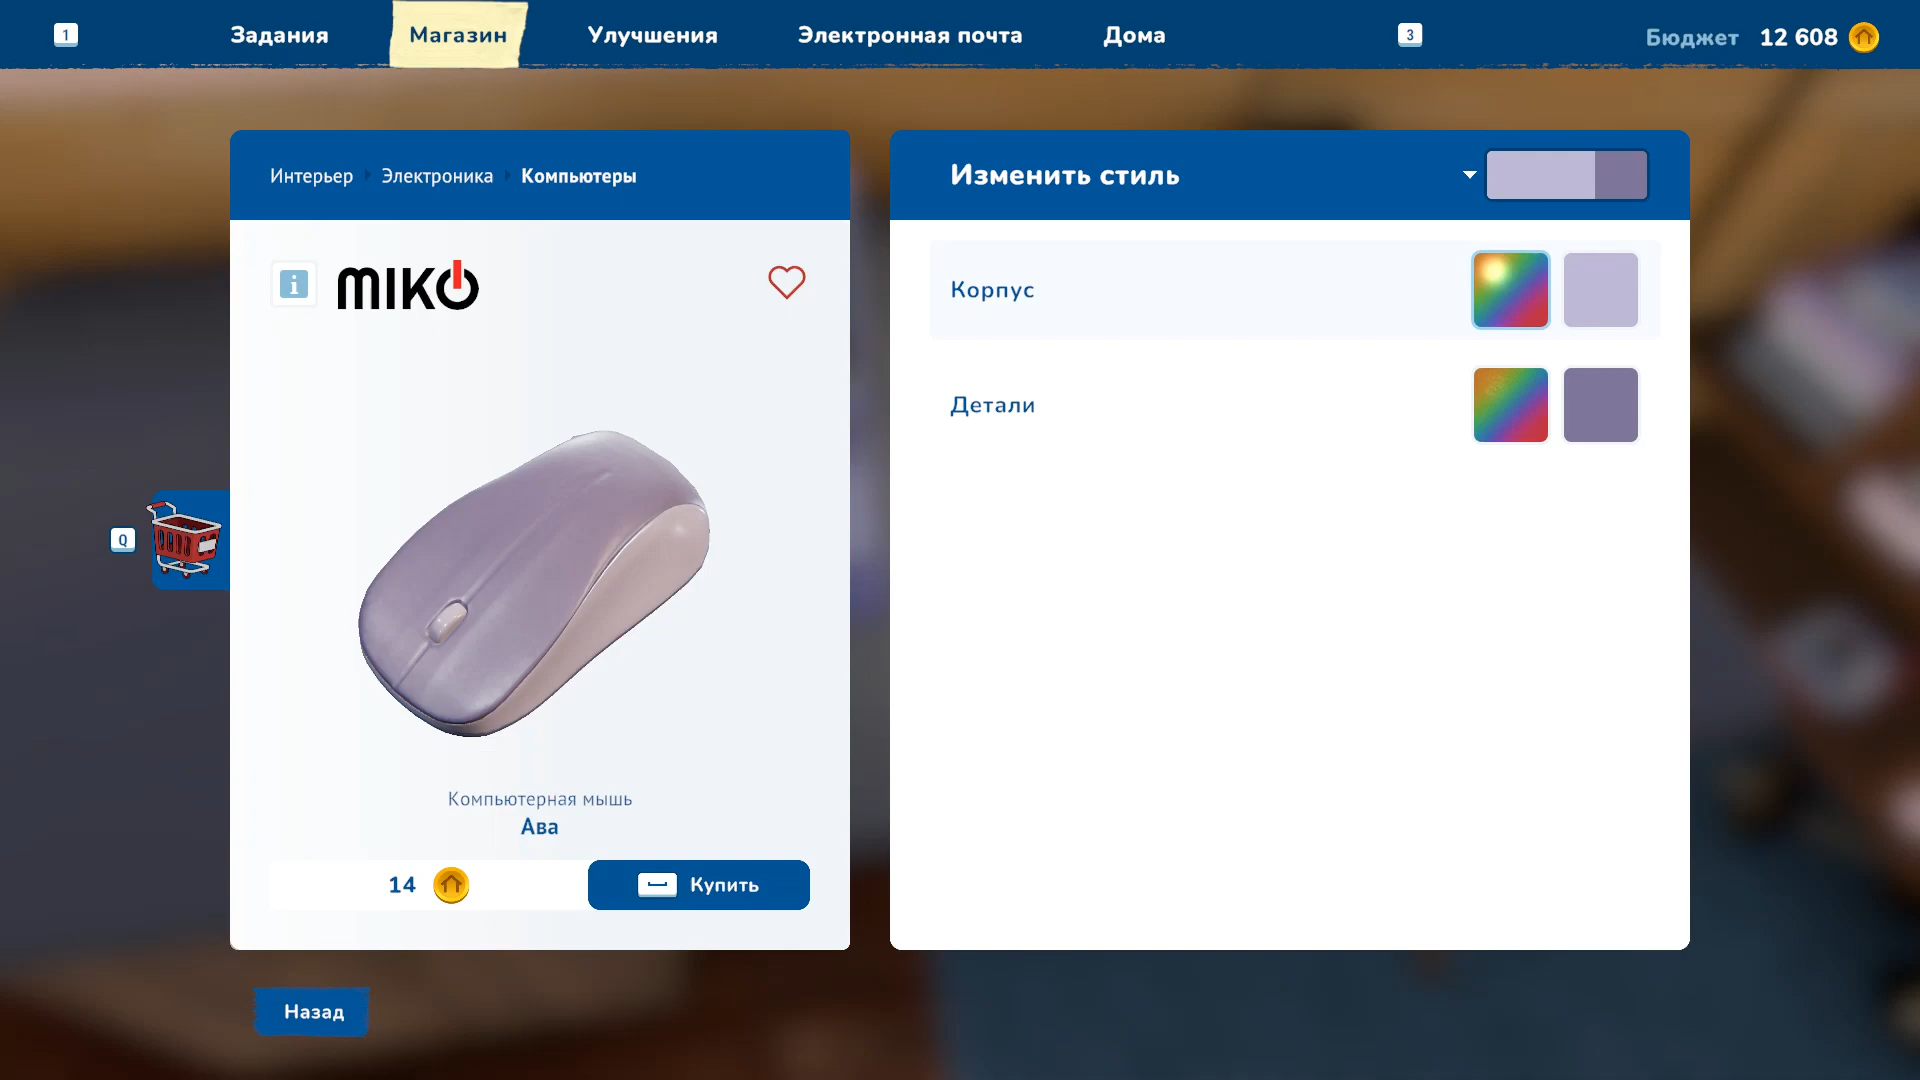 1
Задания
Магазин
Улучшения
Электронная почта
Дома
3
Бюджет 12 608
Интерьер
Электроника
Компьютеры
Изменить стиль
i
MIKO
Корпус
Детали
Q
Компьютерная мышь
Ава
14
Купить
Назад